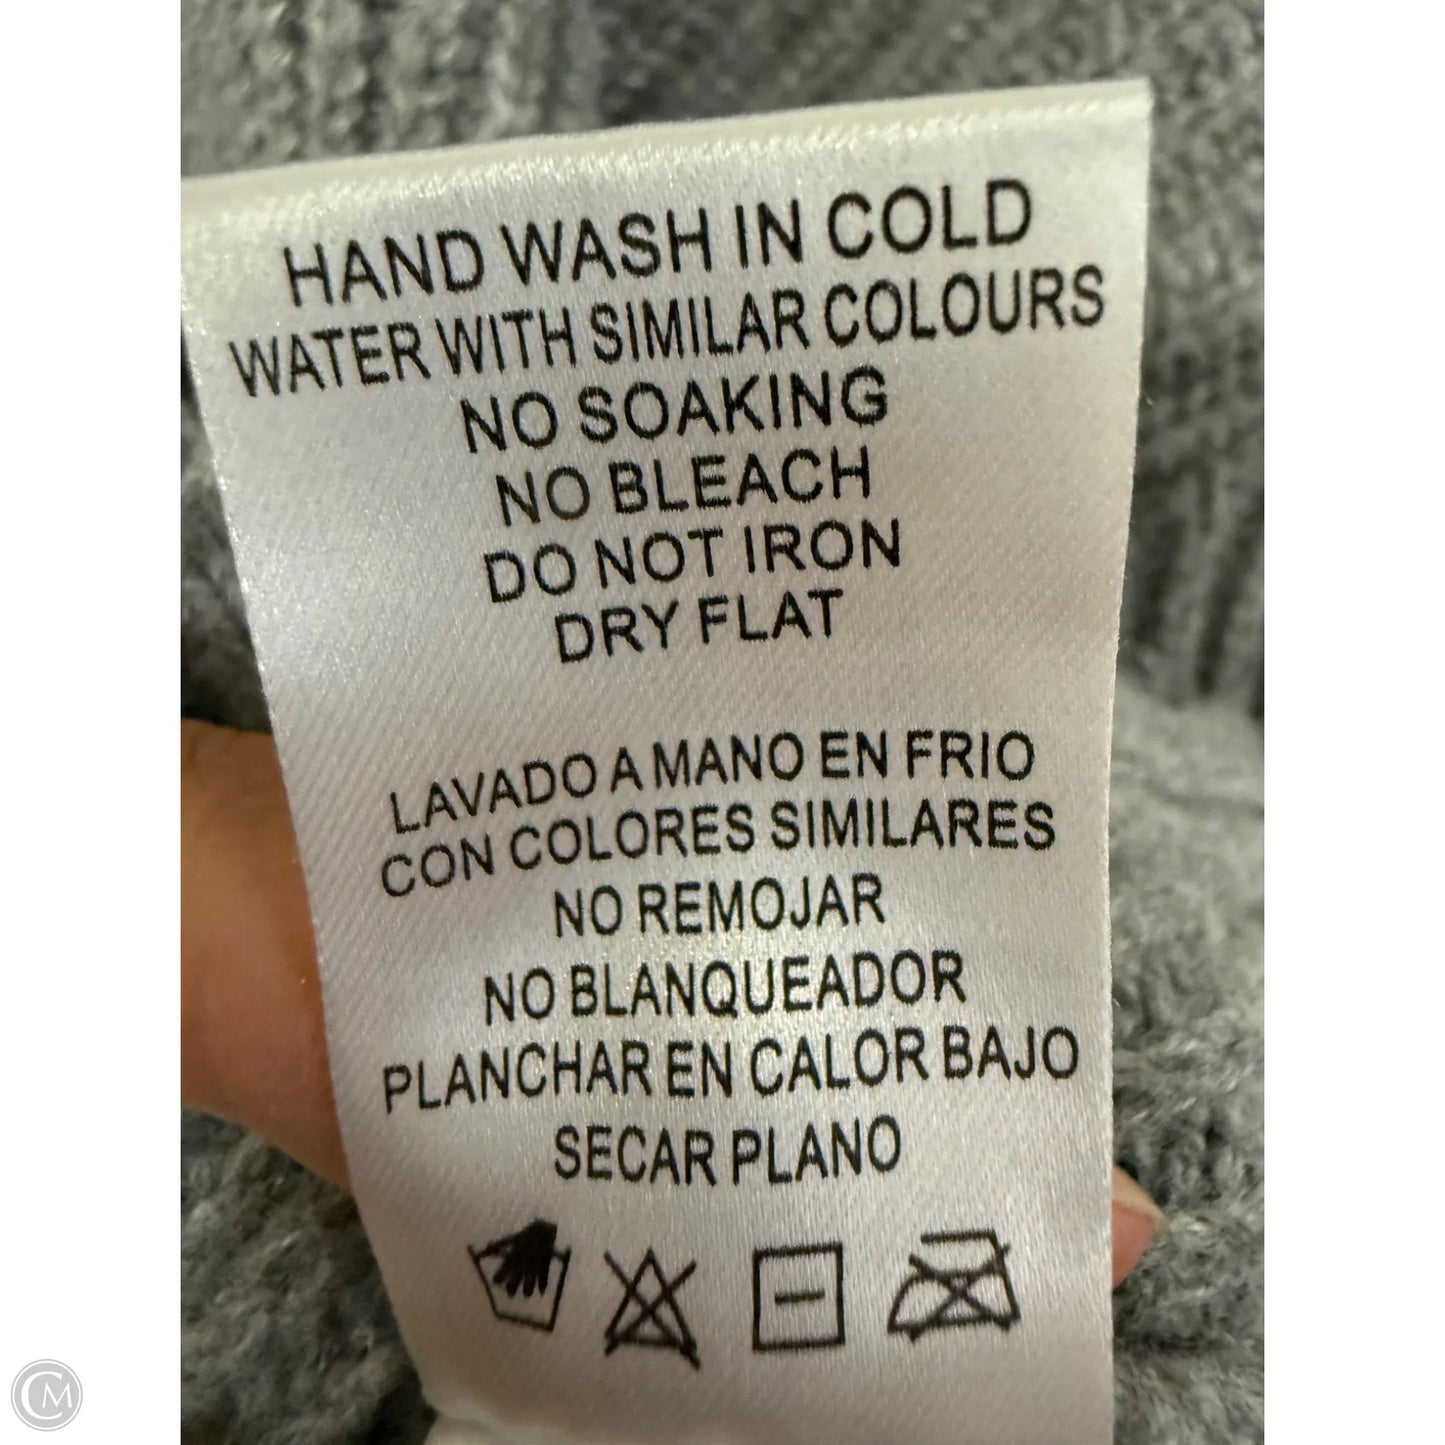 HAND WASH IN COLD
WATER WITH SIMILAR COLOURS
NO SOAKING
NO BLEACH
DO NOT IRON
DRY FLAT
LAVADO A MANO EN FRIO
CON COLORES SIMILARES
NO REMOJAR
NO BLANQUEADOR
PLANCHAR EN CALOR BAJO
SECAR PLANO
CM